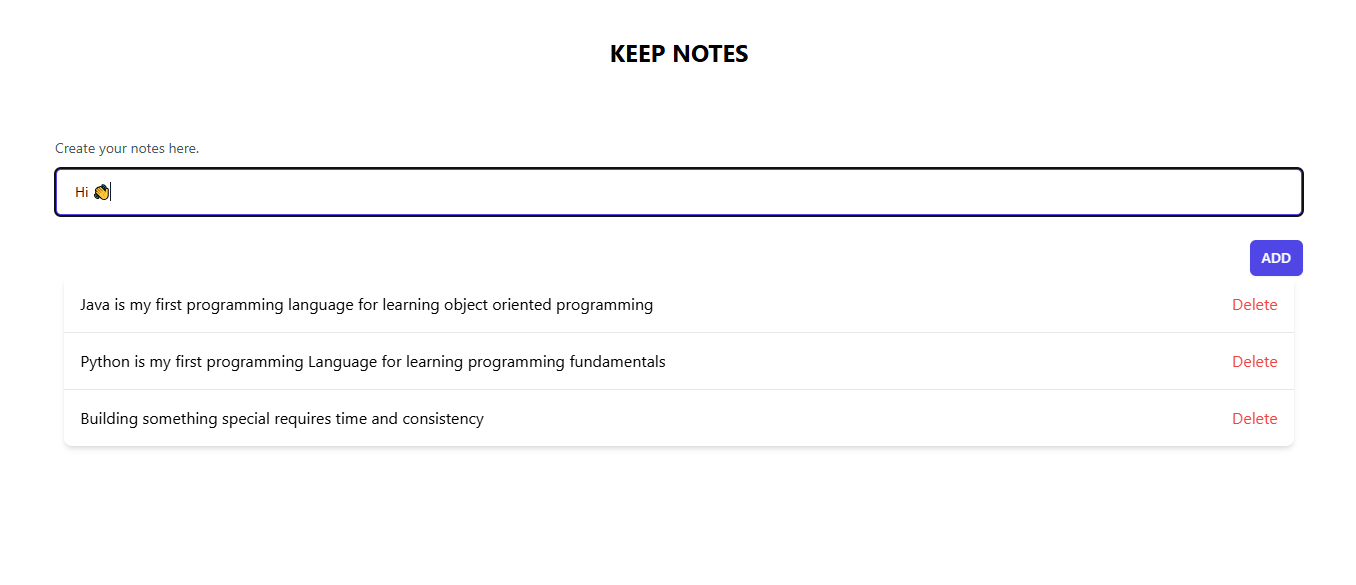 KEEP NOTES
Create your notes here.
Hi 👏
ADD
Java is my first programming language for learning object oriented programming Delete
Python is my first programming Language for learning programming fundamentals Delete
Building something special requires time and consistency Delete